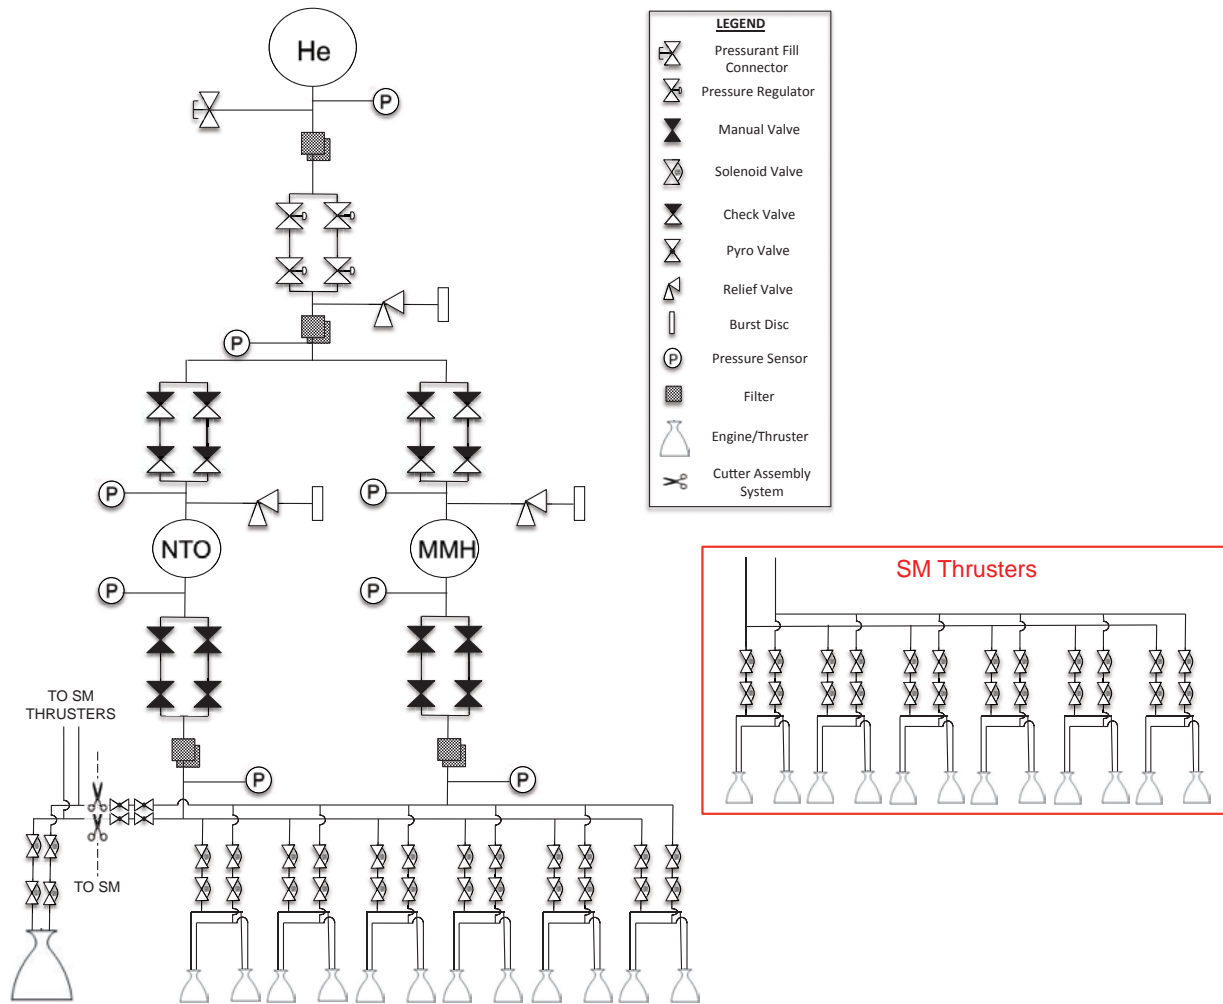 He
P
LEGEND
Pressurant Fill
Connector
Pressure Regulator
Manual Valve
Solenoid Valve
Check Valve
Pyro Valve
Relief Valve
Burst Disc
P
Pressure Sensor
Filter
Engine/Thruster
Cutter Assembly
System
P
P
P
NTO
MMH
P
P
SM Thrusters
TO SM
THRUSTERS
P
P
TO SM